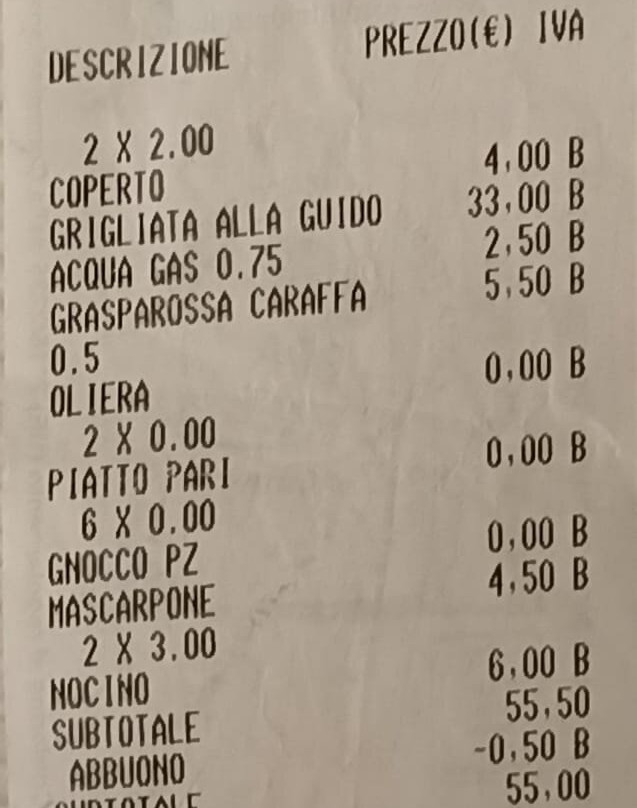 DESCRIZIONE PREZZO(€) IVA
2 X 2.00
COPERTO 4,00 B
GRIGLIATA ALLA GUIDO 33,00 B
ACQUA GAS 0.75 2,50 B
GRASPAROSSA CARAFFA 5,50 B
0.5
OLIERA 0,00 B
2 X 0.00
PIATTO PARI 0,00 B
6 X 0.00
GNOCCO PZ 0,00 B
MASCARPONE 4,50 B
2 X 3.00
NOCINO 6,00 B
SUBTOTALE 55,50
ABBUONO -0,50 B
SUBTOTALE 55,00